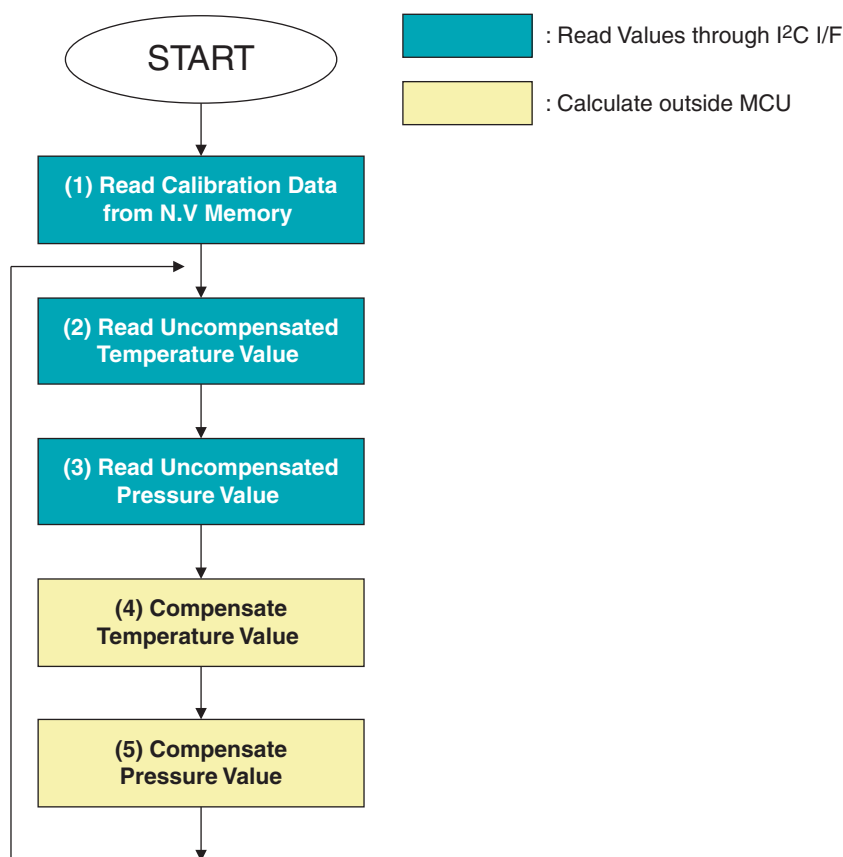 START
: Read Values through I²C I/F
: Calculate outside MCU
(1) Read Calibration Data
from N.V Memory
(2) Read Uncompensated
Temperature Value
(3) Read Uncompensated
Pressure Value
(4) Compensate
Temperature Value
(5) Compensate
Pressure Value